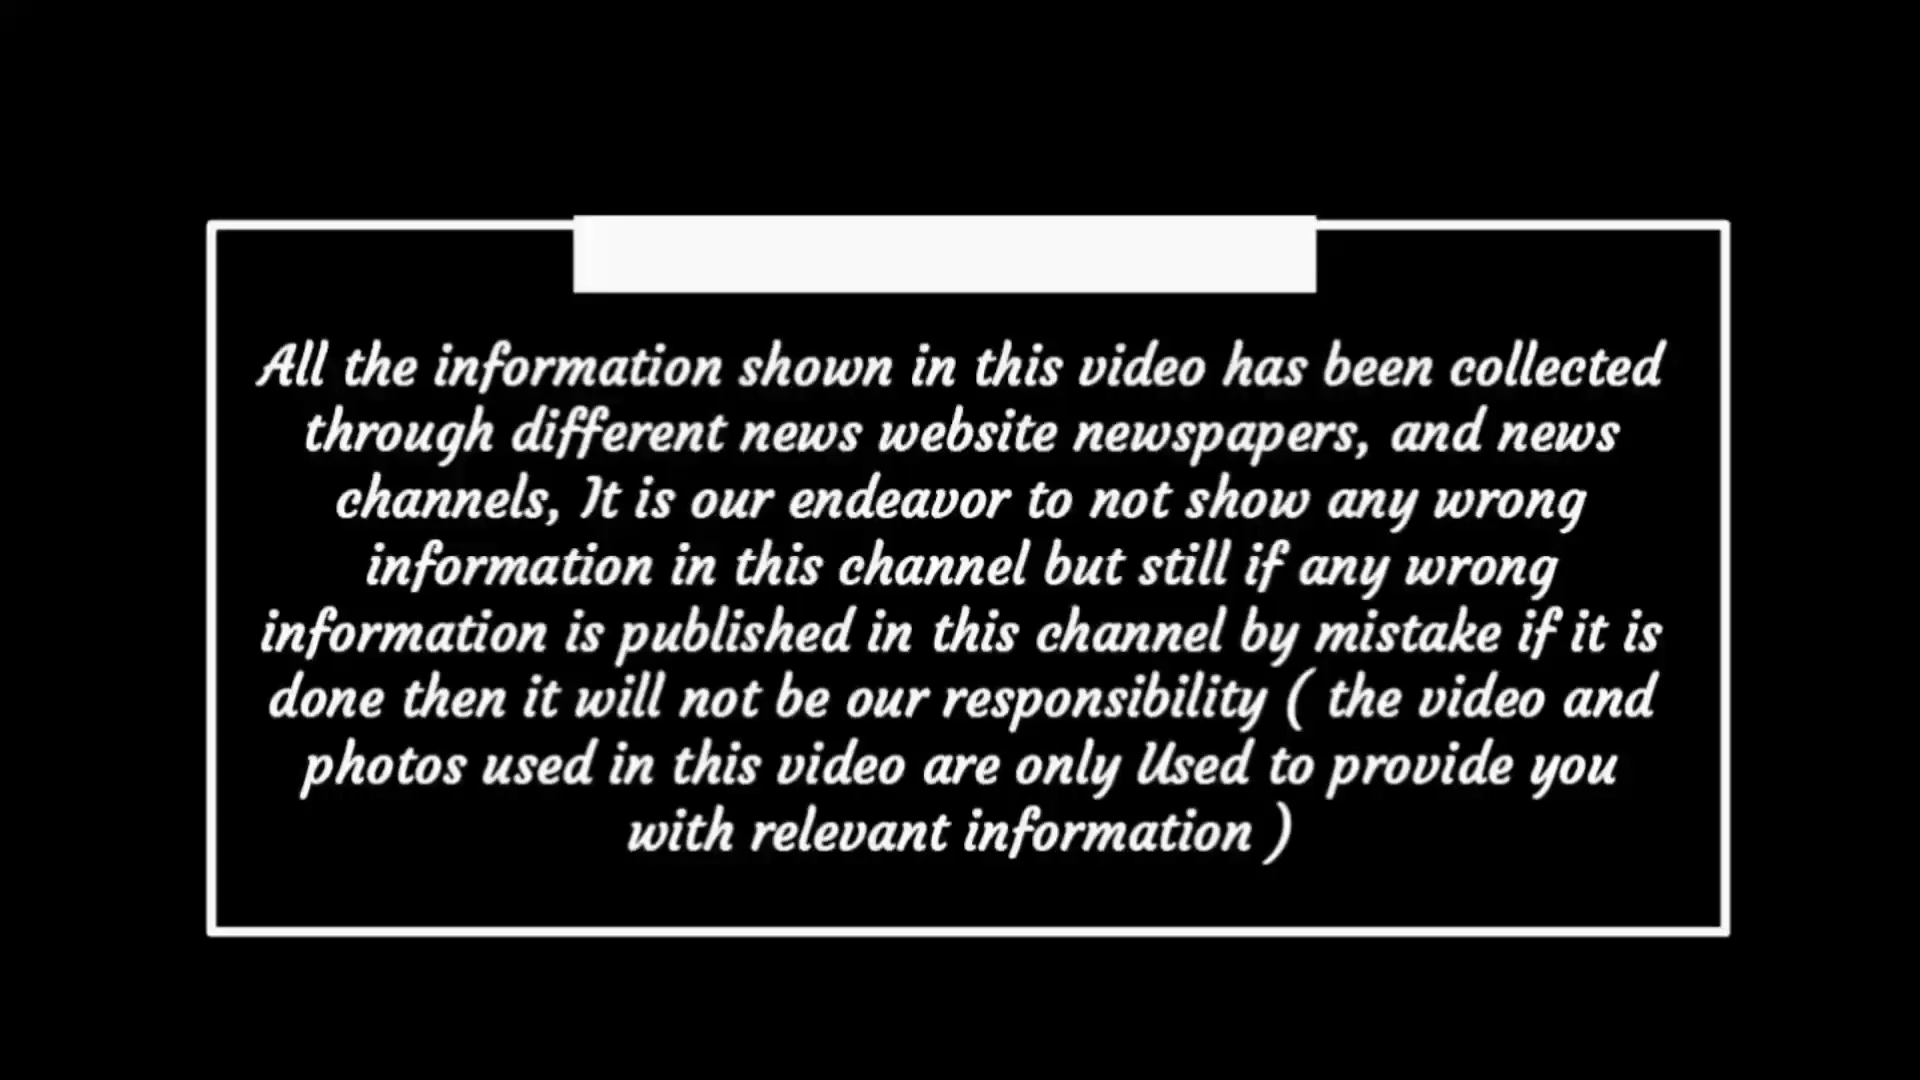 All the information shown in this video has been collected
through different news website newspapers, and news
channels, It is our endeavor to not show any wrong
information in this channel but still if any wrong
information is published in this channel by mistake if it is
done then it will not be our responsibility ( the video and
photos used in this video are only Used to provide you
with relevant information )